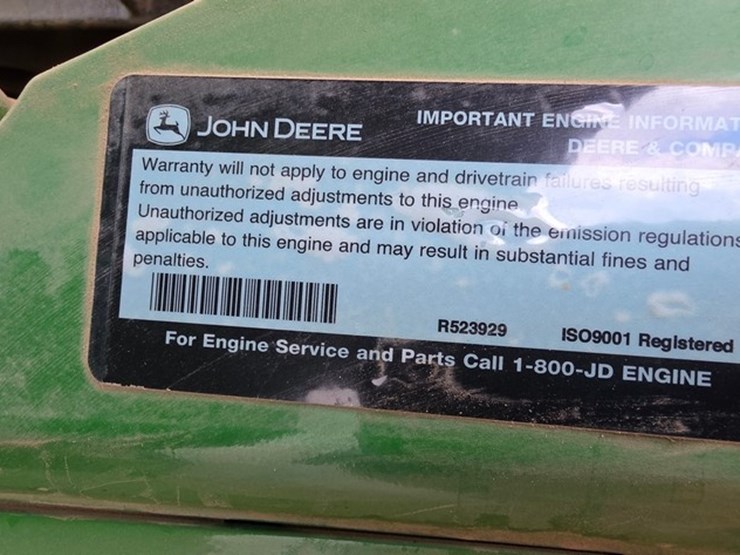 JOHN DEERE
IMPORTANT ENGINE INFORMAT
DEERE & COMPA
Warranty will not apply to engine and drivetrain failures resulting
from unauthorized adjustments to this engine.
Unauthorized adjustments are in violation of the emission regulations
applicable to this engine and may result in substantial fines and
penalties.
R523929 ISO9001 Registered
For Engine Service and Parts Call 1-800-JD ENGINE